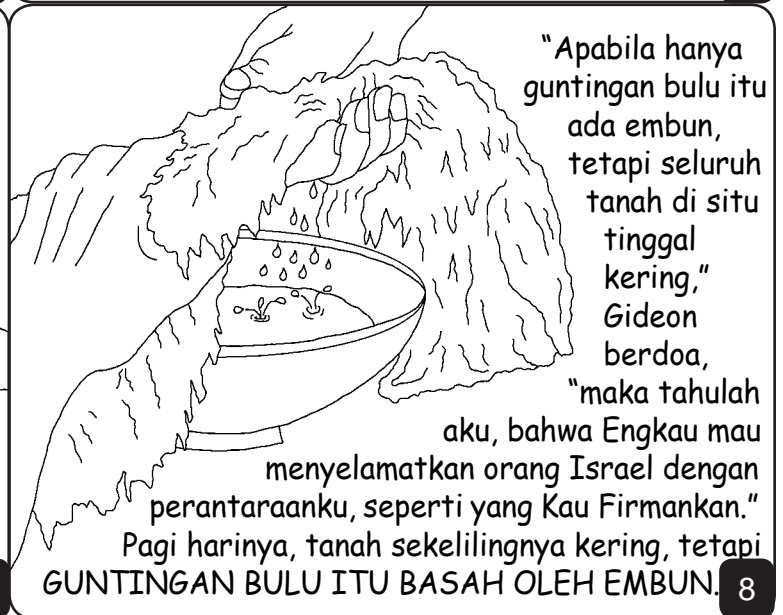 “Apabila hanya
guntingan bulu itu
ada embun,
tetapi seluruh
tanah di situ
tinggal
kering,”
Gideon
berdoa,
“maka tahulah
aku, bahwa Engkau mau
menyelamatkan orang Israel dengan
perantaraanku, seperti yang Kau Firmankan.”
Pagi harinya, tanah sekelilingnya kering, tetapi
GUNTINGAN BULU ITU BASAH OLEH EMBUN.
8